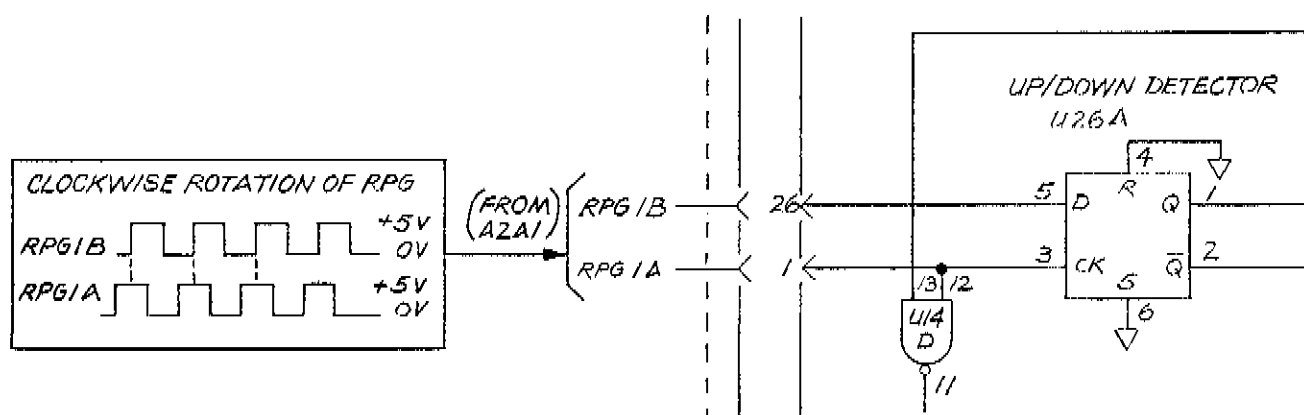 CLOCKWISE ROTATION OF RPG
RPG1B
+5V
0V
RPG1A
+5V
0V
(FROM
A2A1)
RPG1B
RPG1A
26
1
UP/DOWN DETECTOR
U26A
4
R
5
D
Q
1
3
CK
Q̅
2
S
6
13
12
U14
D
11